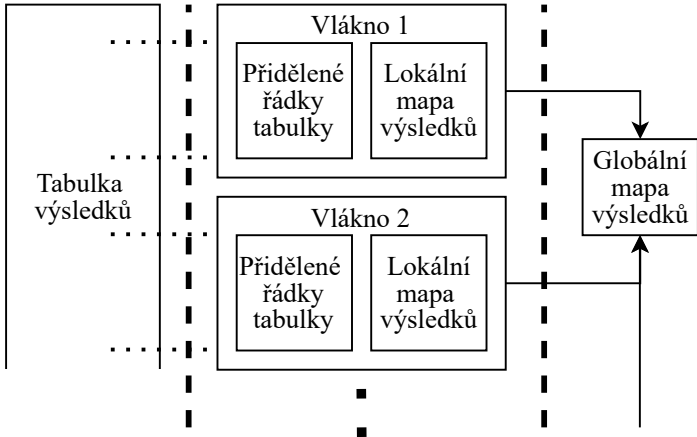 Tabulka
výsledků
Vlákno 1
Přidělené
řádky
tabulky
Lokální
mapa
výsledků
Vlákno 2
Přidělené
řádky
tabulky
Lokální
mapa
výsledků
Globální
mapa
výsledků